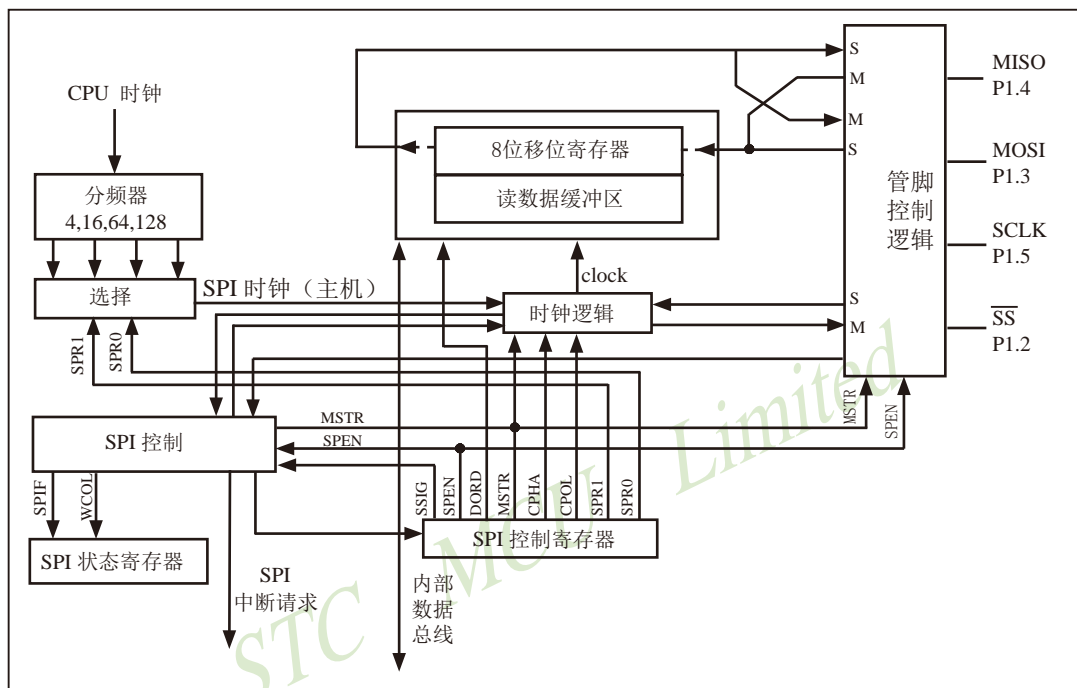 CPU 时钟
分频器
4,16,64,128
选择
SPR1
SPR0
SPI 时钟（主机）
8位移位寄存器
读数据缓冲区
clock
时钟逻辑
S
M
M
S
S
M
管脚
控制
逻辑
MISO
P1.4
MOSI
P1.3
SCLK
P1.5
SS
P1.2
MSTR
SPEN
SPI 控制
MSTR
SPEN
SPIF
WCOL
SPI 状态寄存器
SSIG
SPEN
DORD
MSTR
CPHA
CPOL
SPR1
SPR0
SPI 控制寄存器
SPI
中断请求
内部
数据
总线
STC MCU Limited